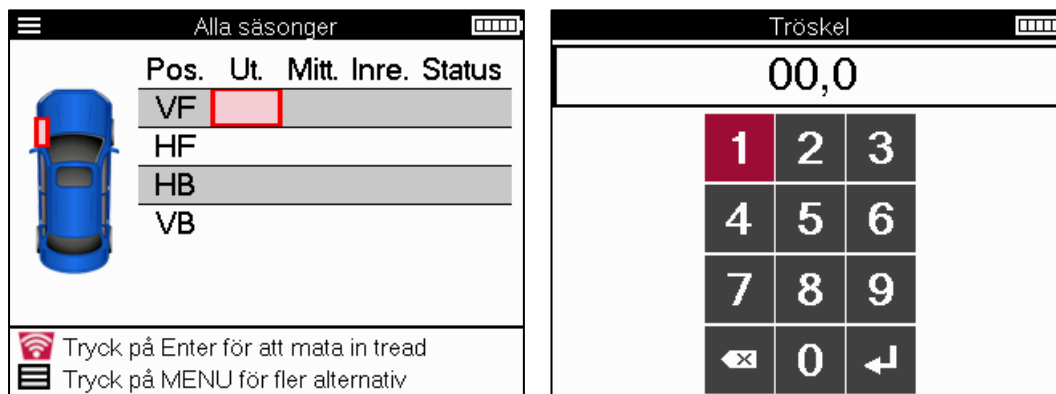 Alla säsonger
Pos. Ut. Mitt. Inre. Status
VF
HF
HB
VB
Tryck på Enter för att mata in tread
Tryck på MENU för fler alternativ
Tröskel
00,0
1 2 3
4 5 6
7 8 9
0